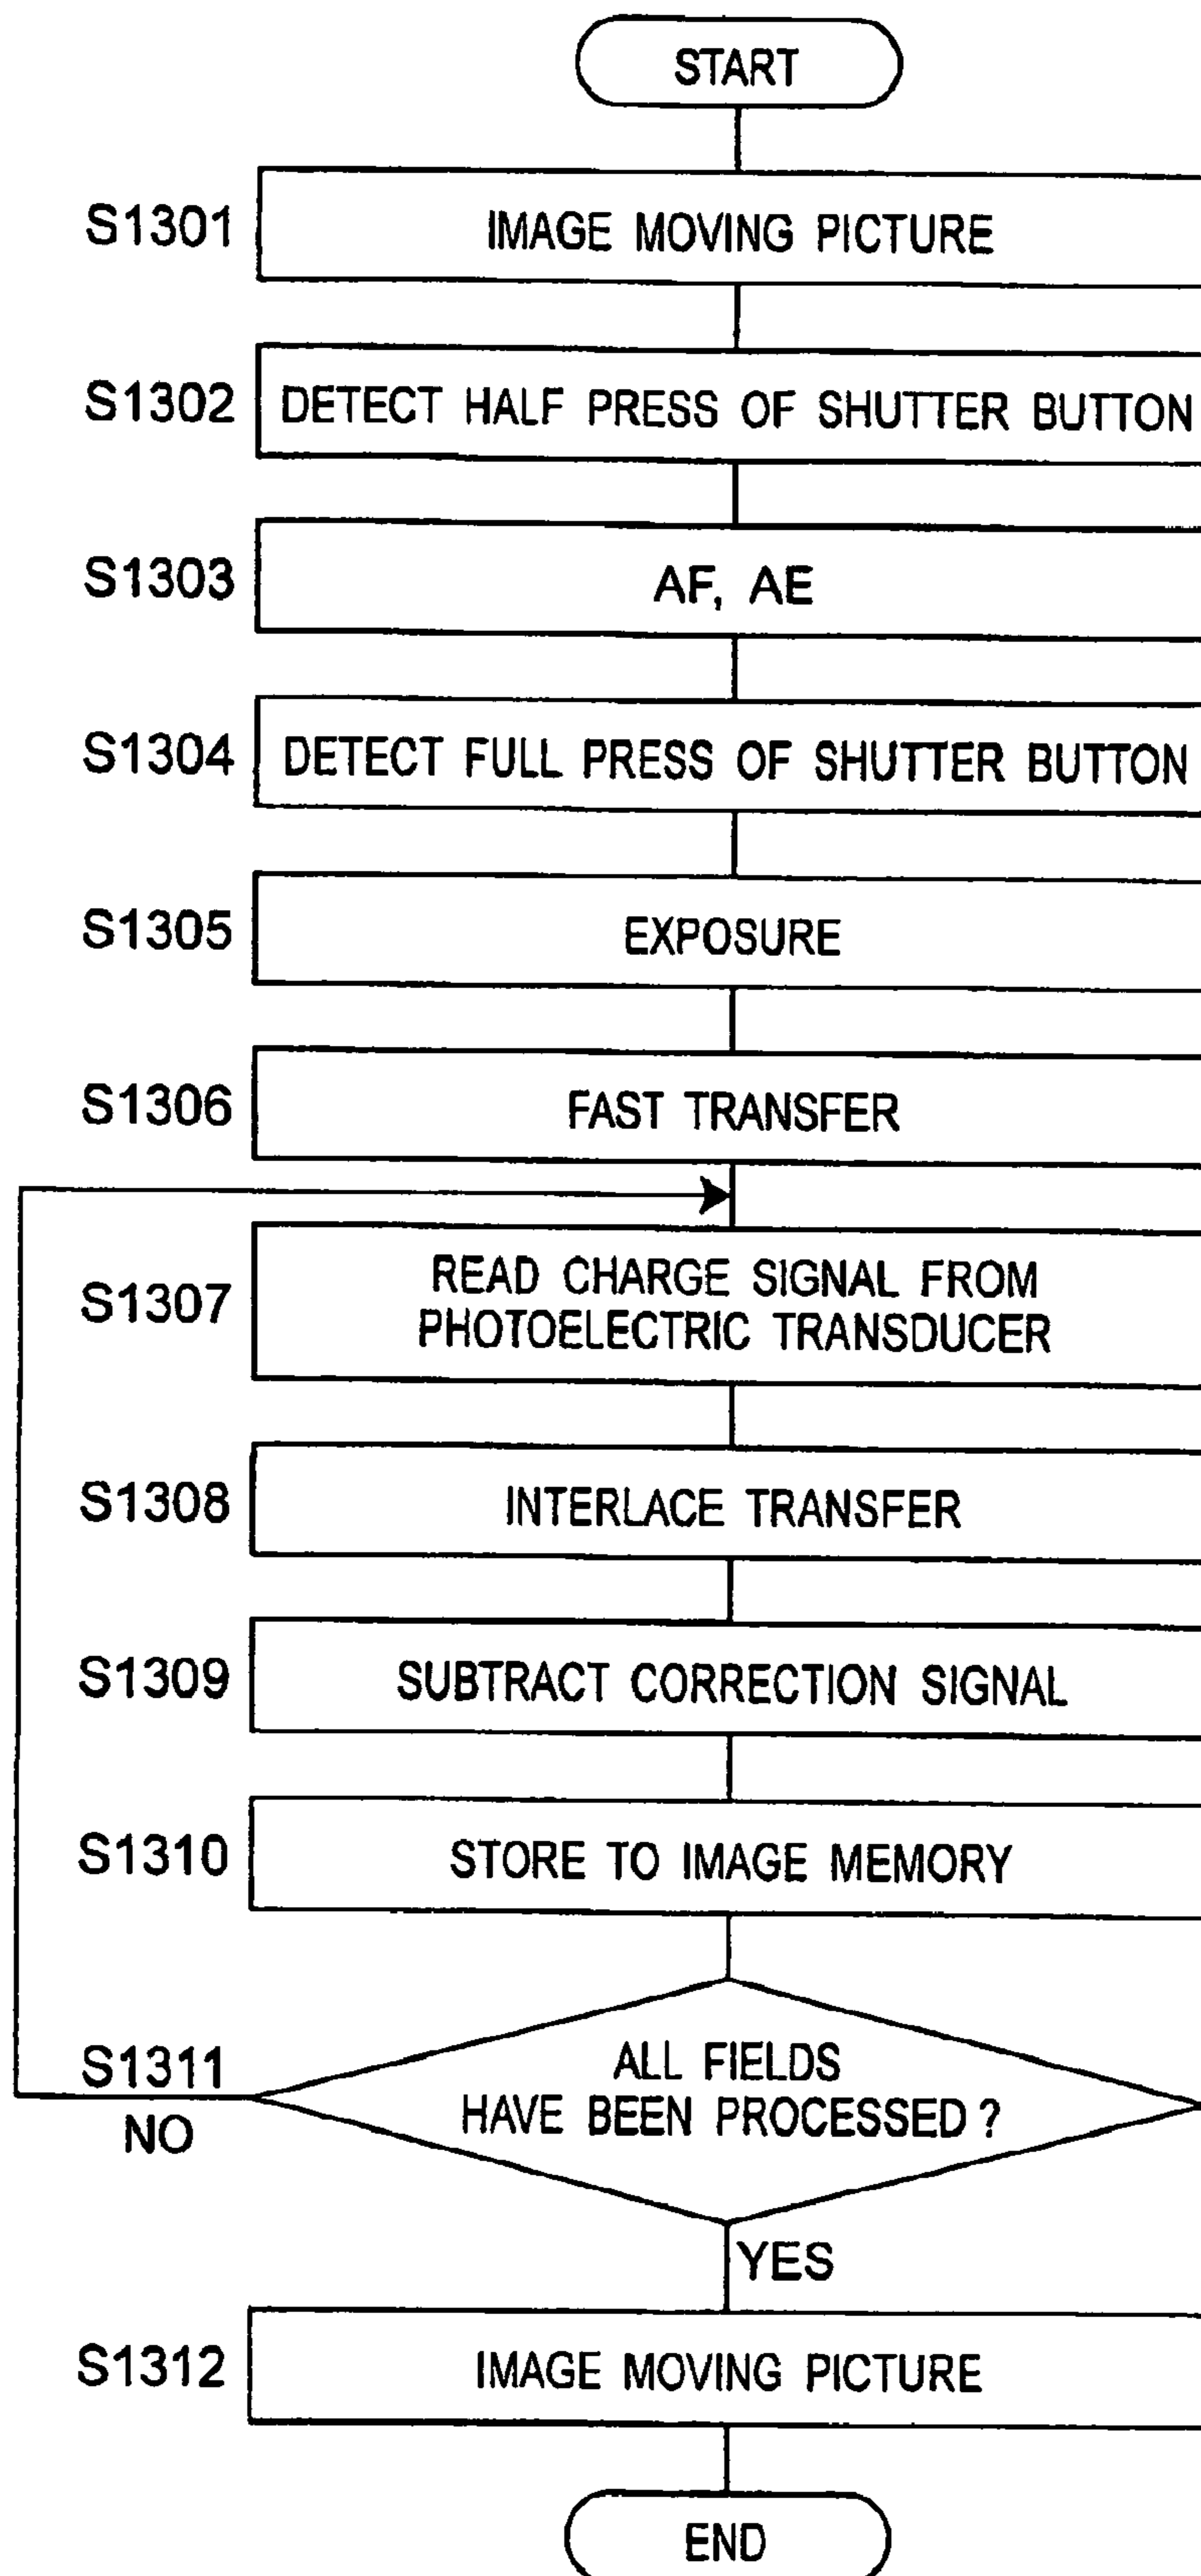 START
S1301
IMAGE MOVING PICTURE
S1302
DETECT HALF PRESS OF SHUTTER BUTTON
S1303
AF, AE
S1304
DETECT FULL PRESS OF SHUTTER BUTTON
S1305
EXPOSURE
S1306
FAST TRANSFER
S1307
READ CHARGE SIGNAL FROM
PHOTOELECTRIC TRANSDUCER
S1308
INTERLACE TRANSFER
S1309
SUBTRACT CORRECTION SIGNAL
S1310
STORE TO IMAGE MEMORY
S1311
NO
ALL FIELDS
HAVE BEEN PROCESSED ?
YES
S1312
IMAGE MOVING PICTURE
END